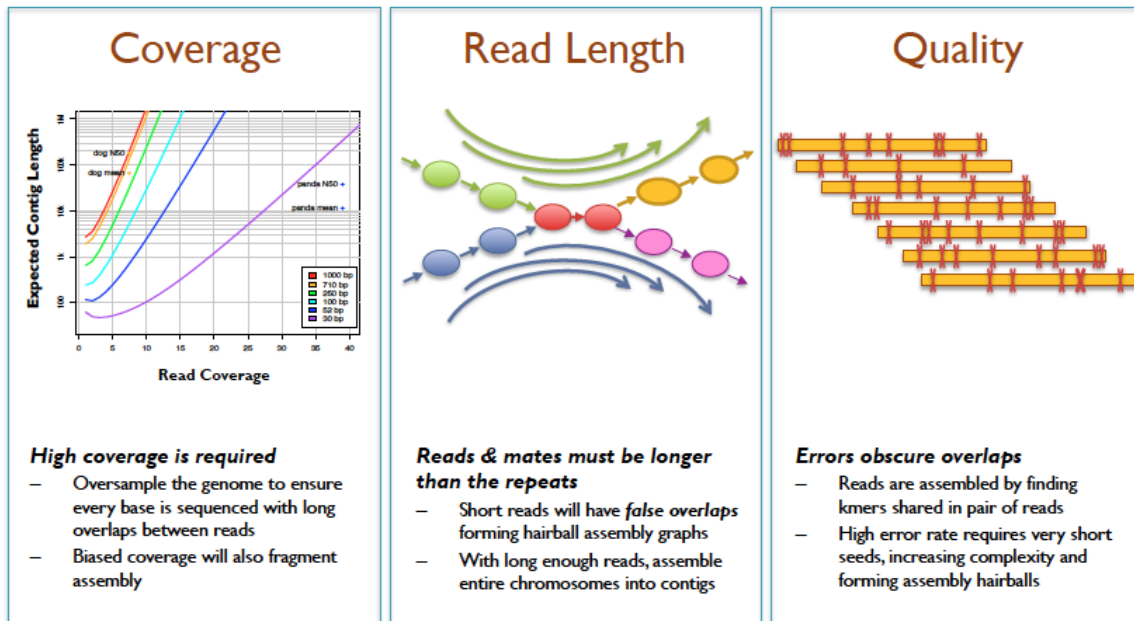 Coverage
Expected Contig Length
1M
100k
10k
1k
100
dog N50
dog mean
panda N50
panda mean
1000 bp
710 bp
250 bp
100 bp
52 bp
30 bp
0 5 10 15 20 25 30 35 40
Read Coverage
High coverage is required
– Oversample the genome to ensure
every base is sequenced with long
overlaps between reads
– Biased coverage will also fragment
assembly
Read Length
Reads & mates must be longer
than the repeats
– Short reads will have false overlaps
forming hairball assembly graphs
– With long enough reads, assemble
entire chromosomes into contigs
Quality
Errors obscure overlaps
– Reads are assembled by finding
kmers shared in pair of reads
– High error rate requires very short
seeds, increasing complexity and
forming assembly hairballs